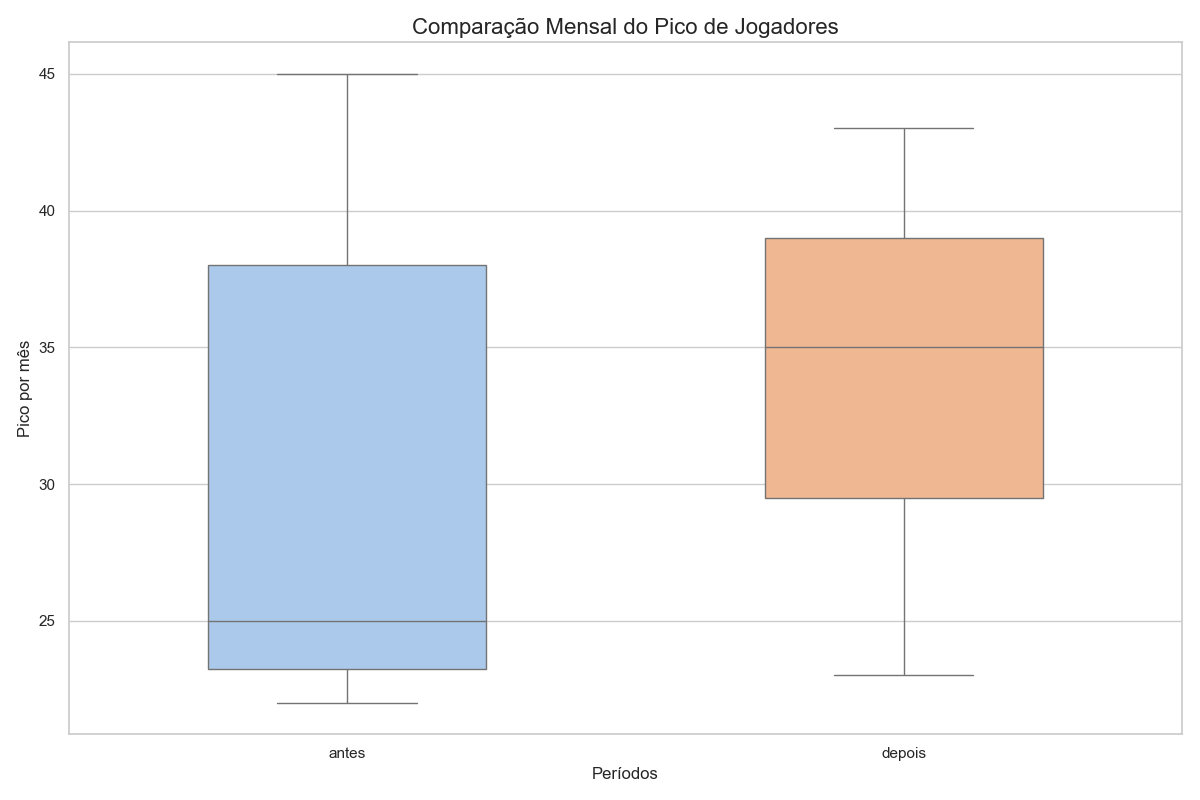 Comparação Mensal do Pico de Jogadores
45
40
35
30
25
Pico por mês
antes
depois
Períodos